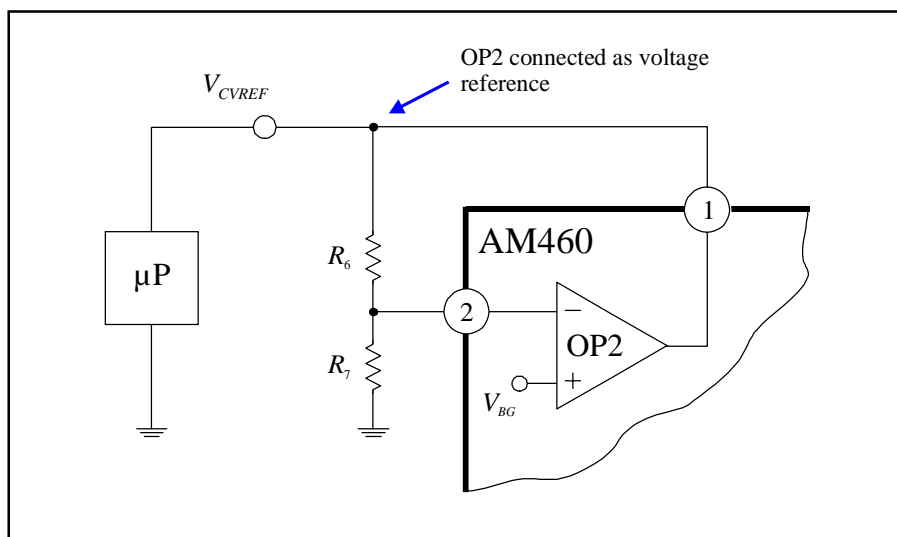 OP2 connected as voltage
reference
V_CVREF
1
AM460
R_6
µP
2
−
OP2
R_7
+
V_BG